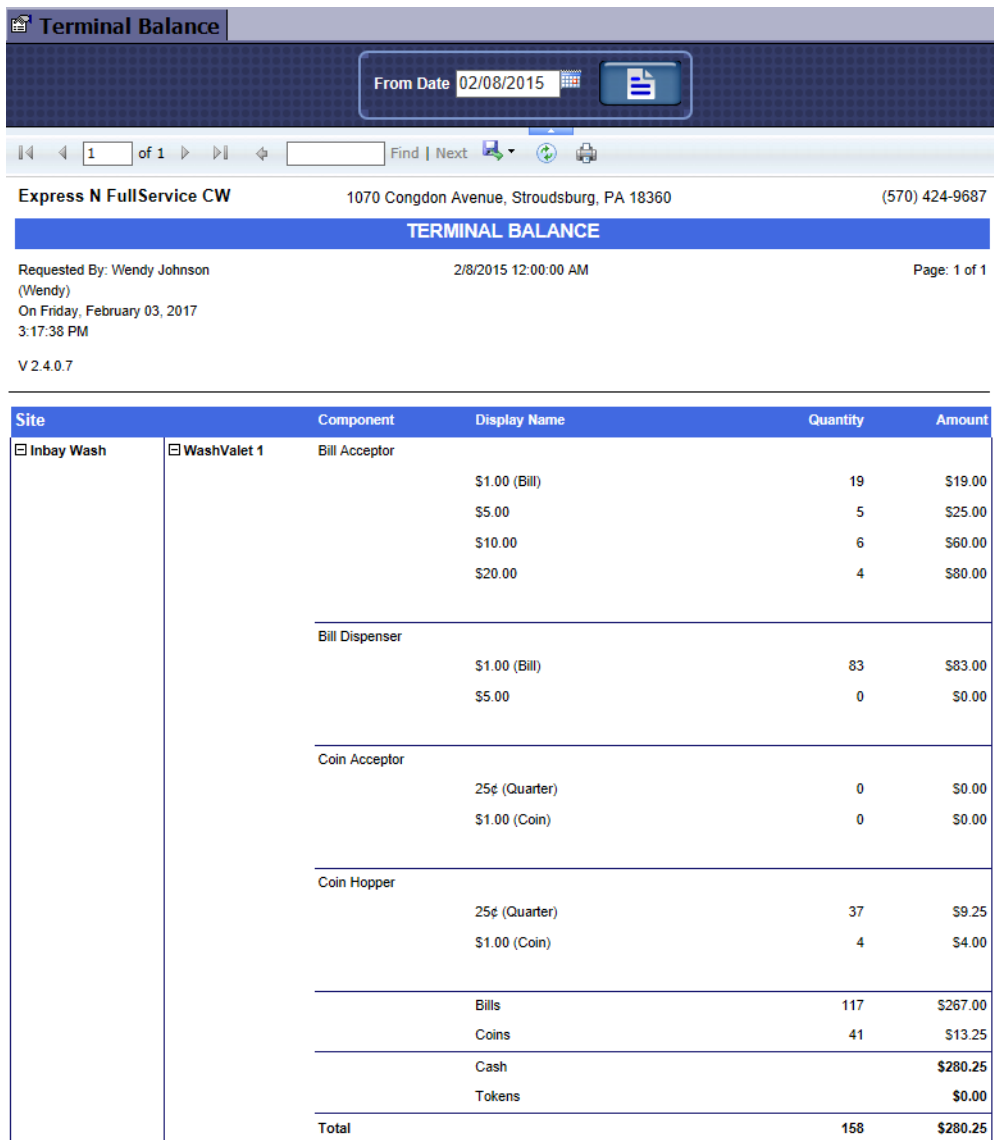 Terminal Balance
From Date 02/08/2015
1 of 1 Find | Next
Express N FullService CW 1070 Congdon Avenue, Stroudsburg, PA 18360 (570) 424-9687
TERMINAL BALANCE
Requested By: Wendy Johnson 2/8/2015 12:00:00 AM Page: 1 of 1
(Wendy)
On Friday, February 03, 2017
3:17:38 PM
V 2.4.0.7
Site Component Display Name Quantity Amount
Inbay Wash WashValet 1 Bill Acceptor
$1.00 (Bill) 19 $19.00
$5.00 5 $25.00
$10.00 6 $60.00
$20.00 4 $80.00
Bill Dispenser
$1.00 (Bill) 83 $83.00
$5.00 0 $0.00
Coin Acceptor
25¢ (Quarter) 0 $0.00
$1.00 (Coin) 0 $0.00
Coin Hopper
25¢ (Quarter) 37 $9.25
$1.00 (Coin) 4 $4.00
Bills 117 $267.00
Coins 41 $13.25
Cash $280.25
Tokens $0.00
Total 158 $280.25